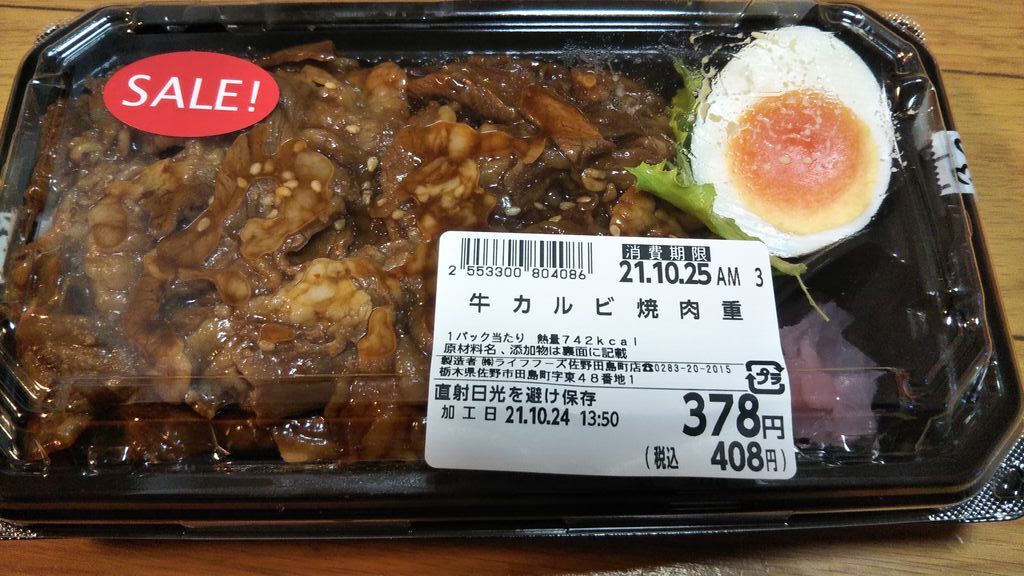 SALE!
2 553300 804086
消費期限
21.10.25 AM 3
牛カルビ焼肉重
1パック当たり 熱量742kcal
原材料名、添加物は裏面に記載
製造者 ㈱ライフフーズ佐野田島町店☎0283-20-2015
栃木県佐野市田島町字東48番地1
プラ
直射日光を避け保存
加工日 21.10.24 13:50
378円
(税込 408円)